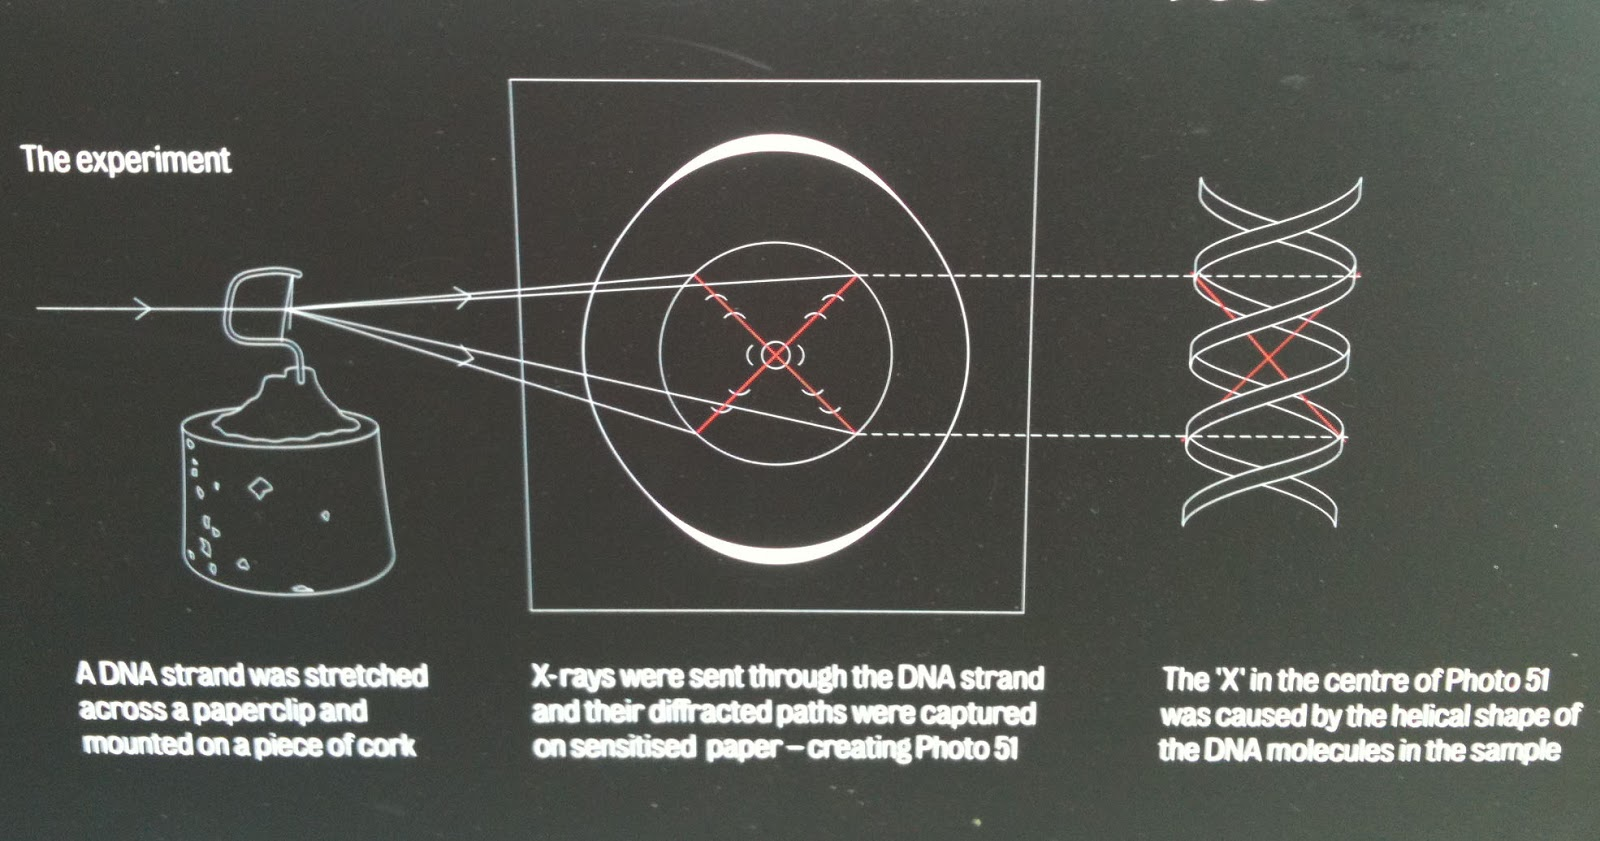 The experiment
A DNA strand was stretched
across a paperclip and
mounted on a piece of cork
X-rays were sent through the DNA strand
and their diffracted paths were captured
on sensitised paper – creating Photo 51
The 'X' in the centre of Photo 51
was caused by the helical shape of
the DNA molecules in the sample